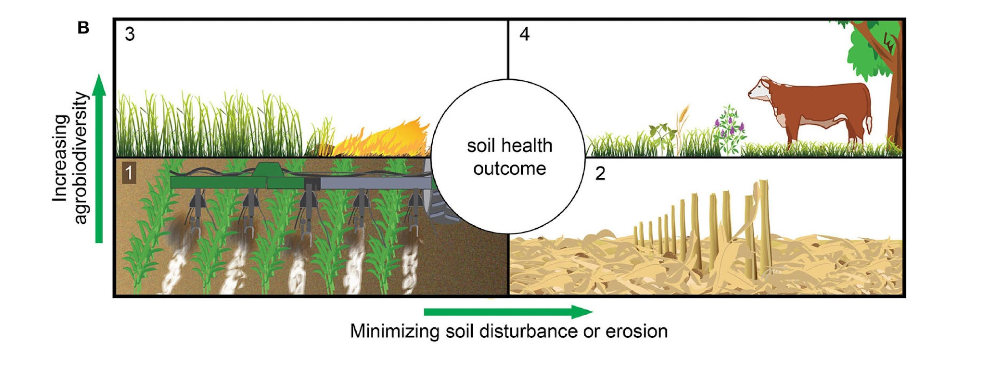 B
3
4
Increasing
agrobiodiversity
soil health
outcome
1
2
Minimizing soil disturbance or erosion